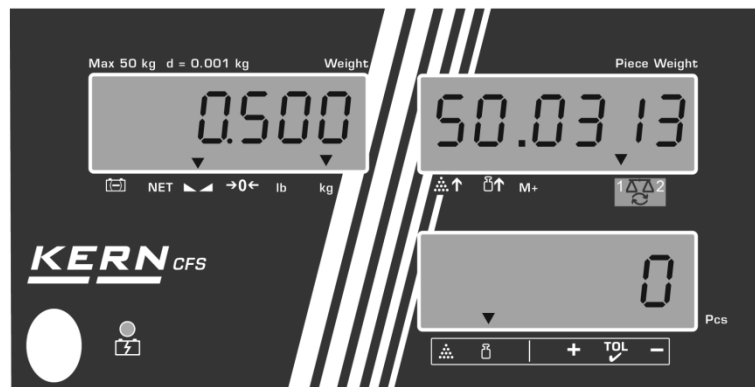 Max 50 kg d = 0.001 kg Weight
Piece Weight
0.500
50.0313
NET →0← lb kg
M+
1 2
KERN CFS
0
Pcs
+ TOL −